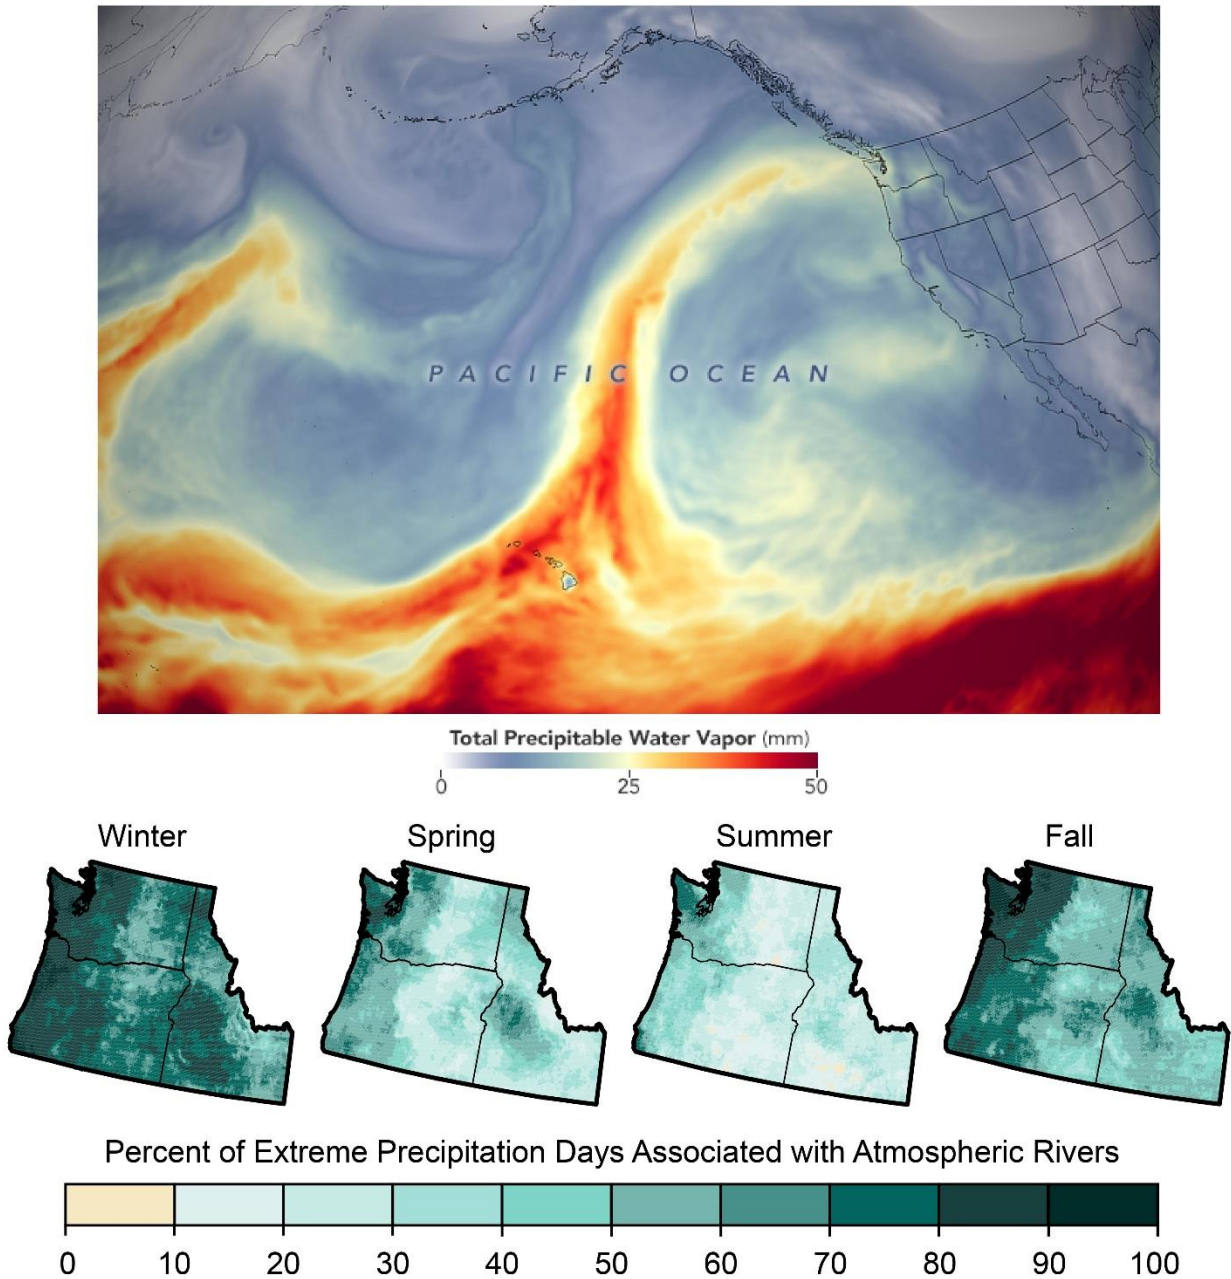 PACIFIC OCEAN
Total Precipitable Water Vapor (mm)
0 25 50
Winter Spring Summer Fall
Percent of Extreme Precipitation Days Associated with Atmospheric Rivers
0 10 20 30 40 50 60 70 80 90 100